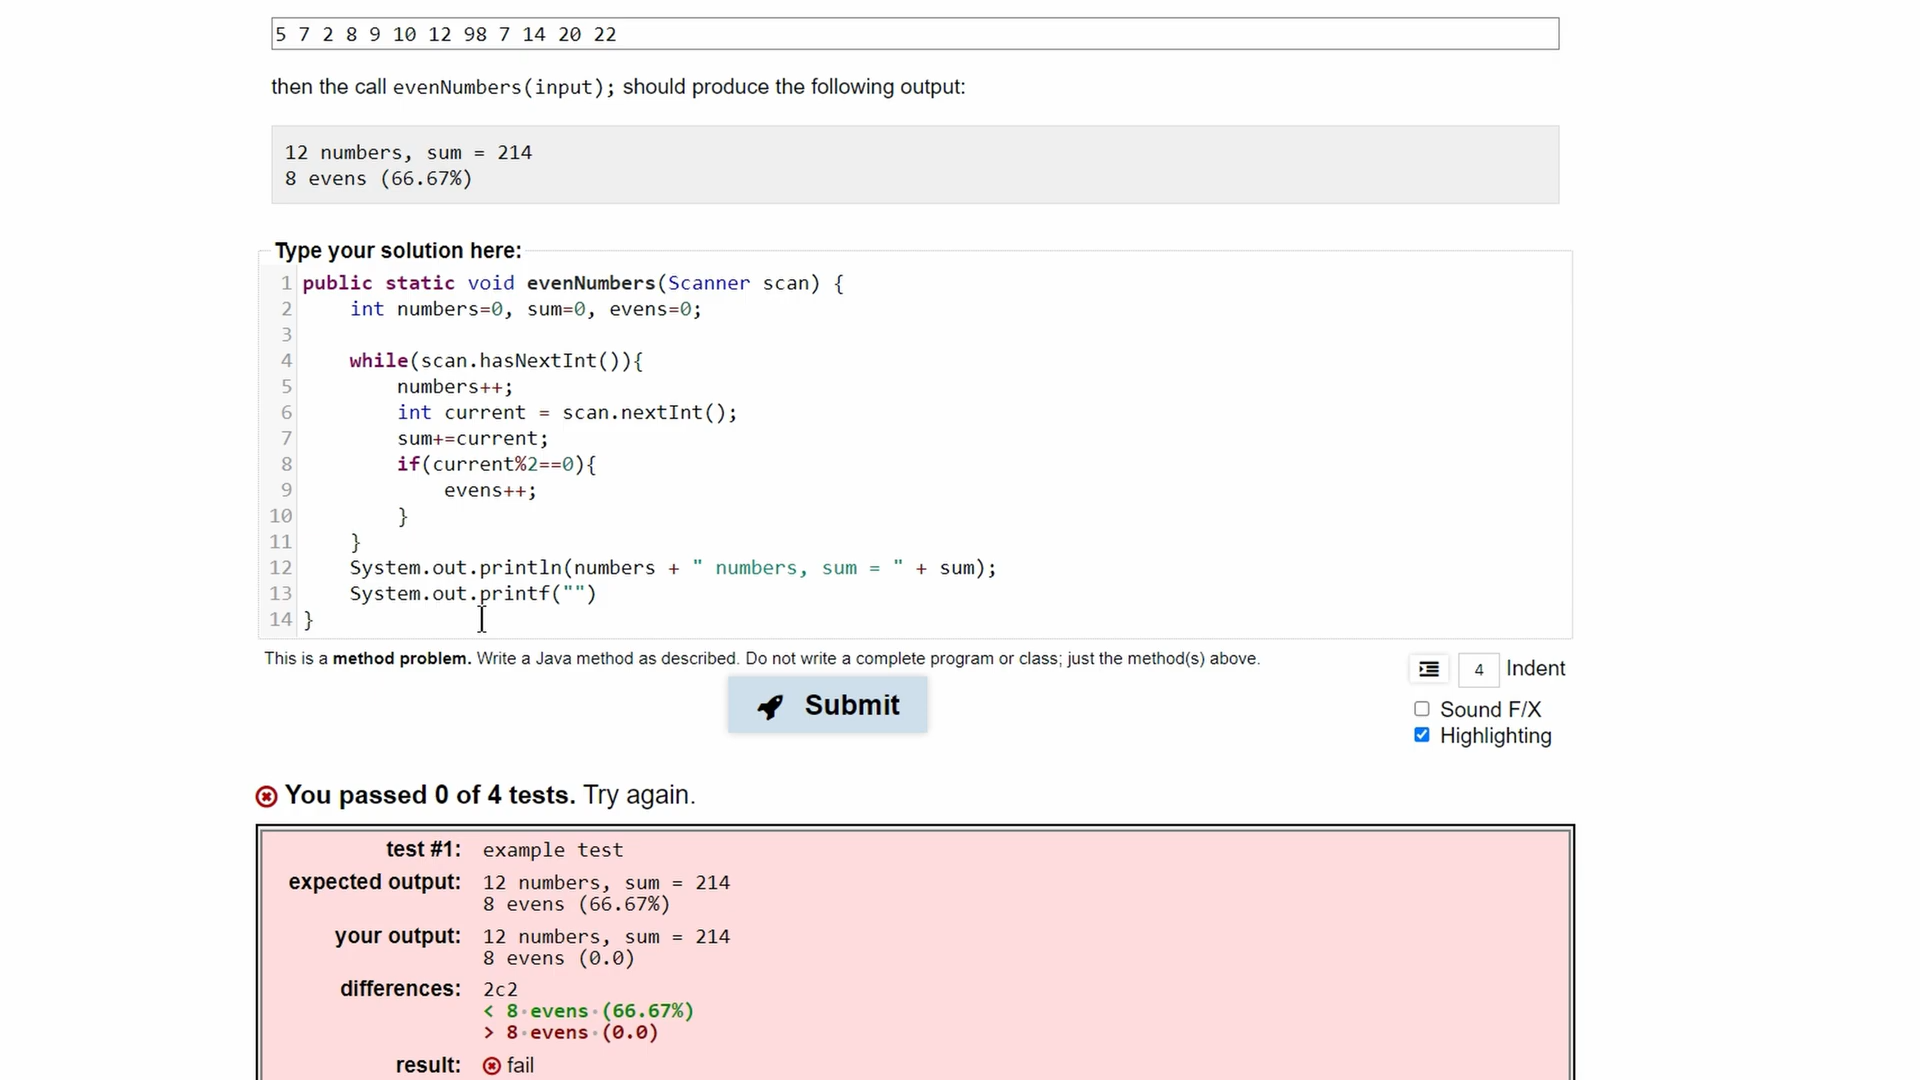 5 7 2 8 9 10 12 98 7 14 20 22
then the call evenNumbers(input); should produce the following output:
12 numbers, sum = 214
8 evens (66.67%)
Type your solution here:
1 public static void evenNumbers(Scanner scan) {
2     int numbers=0, sum=0, evens=0;
3
4     while(scan.hasNextInt()){
5         numbers++;
6         int current = scan.nextInt();
7         sum+=current;
8         if(current%2==0){
9             evens++;
10         }
11     }
12     System.out.println(numbers + " numbers, sum = " + sum);
13     System.out.printf("")
14 }
This is a method problem. Write a Java method as described. Do not write a complete program or class; just the method(s) above.
4 Indent
Submit
Sound F/X
Highlighting
You passed 0 of 4 tests. Try again.
test #1: example test
expected output: 12 numbers, sum = 214
8 evens (66.67%)
your output: 12 numbers, sum = 214
8 evens (0.0)
differences: 2c2
< 8·evens·(66.67%)
> 8·evens·(0.0)
result: fail